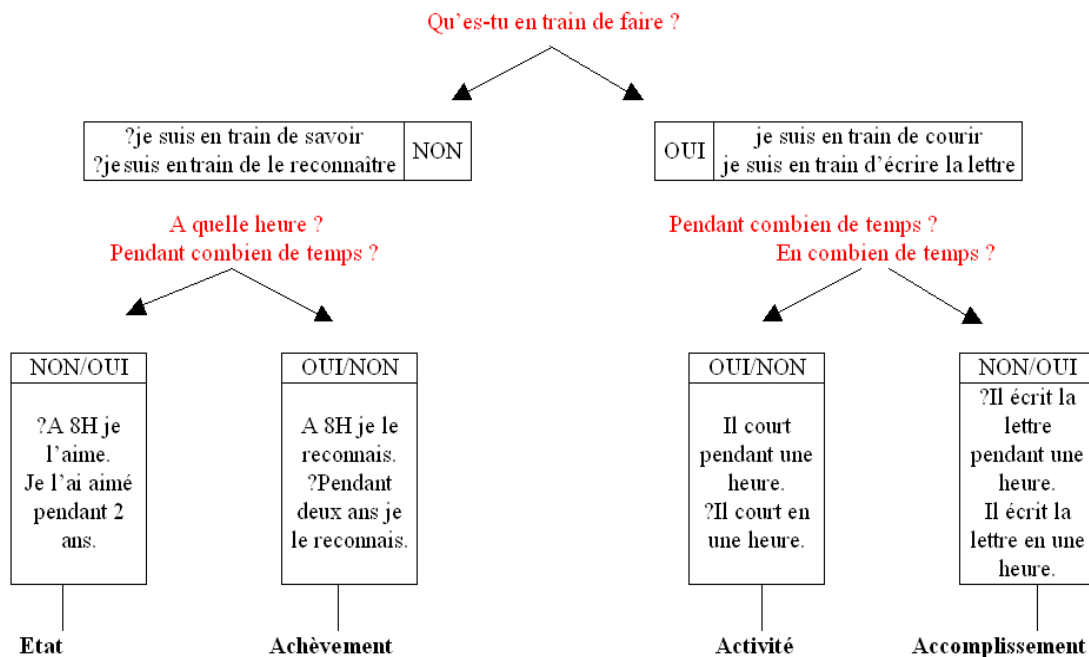 Qu'es-tu en train de faire ?
?je suis en train de savoir
?je suis en train de le reconnaître
NON
OUI
je suis en train de courir
je suis en train d'écrire la lettre
A quelle heure ?
Pendant combien de temps ?
Pendant combien de temps ?
En combien de temps ?
NON/OUI
?A 8H je
l'aime.
Je l'ai aimé
pendant 2
ans.
Etat
OUI/NON
A 8H je le
reconnais.
?Pendant
deux ans je
le reconnais.
Achèvement
OUI/NON
Il court
pendant une
heure.
?Il court en
une heure.
Activité
NON/OUI
?Il écrit la
lettre
pendant une
heure.
Il écrit la
lettre en une
heure.
Accomplissement